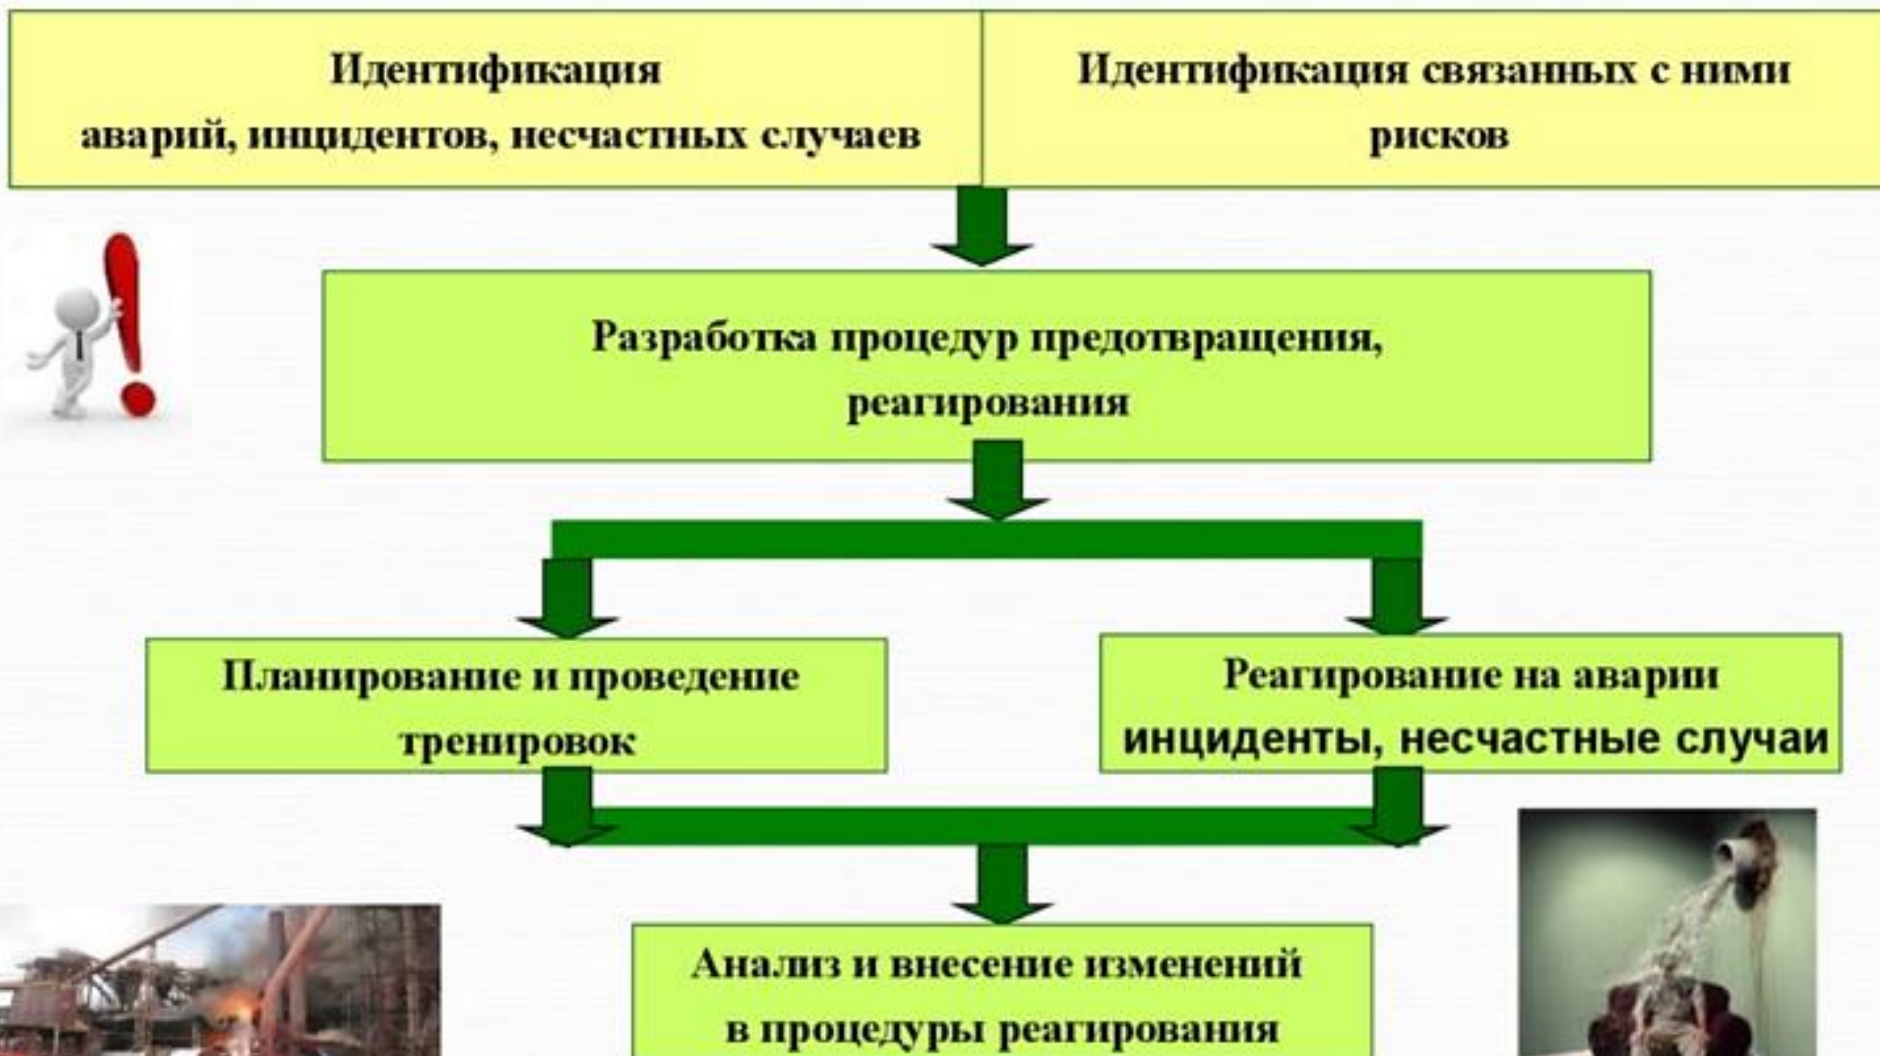 Идентификация
аварий, инцидентов, несчастных случаев
Идентификация связанных с ними
рисков
Разработка процедур предотвращения,
реагирования
Планирование и проведение
тренировок
Реагирование на аварии
инциденты, несчастные случаи
Анализ и внесение изменений
в процедуры реагирования